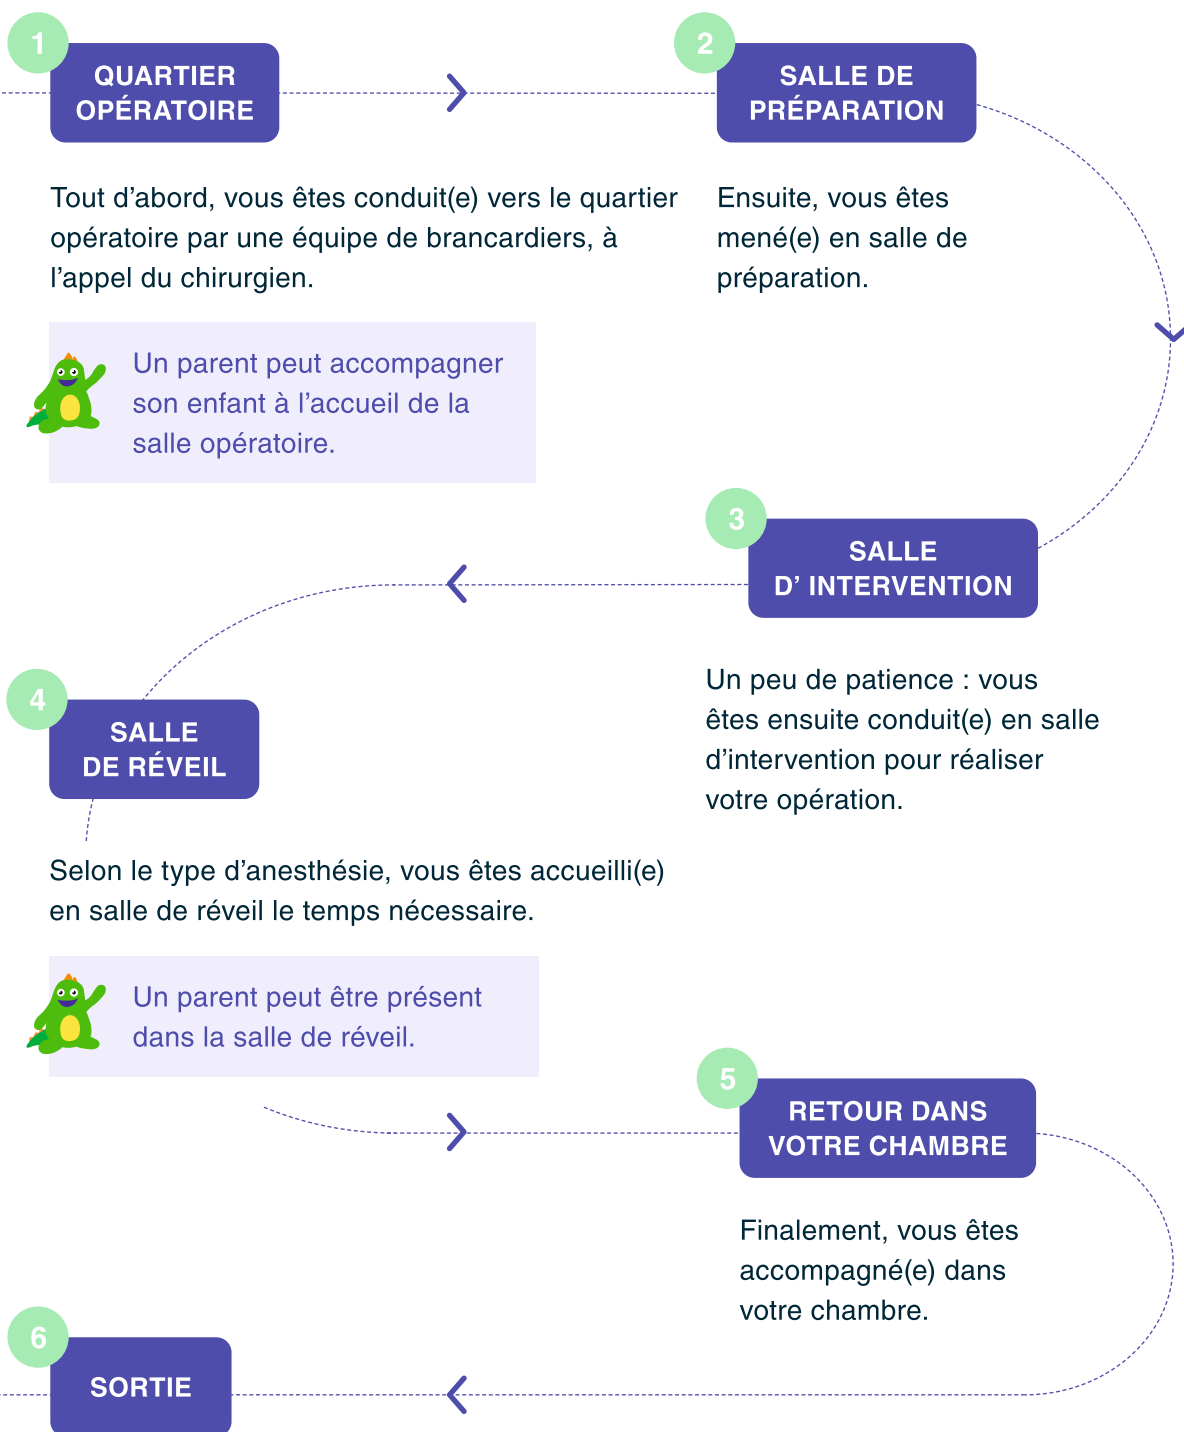 1
QUARTIER
OPÉRATOIRE
Tout d’abord, vous êtes conduit(e) vers le quartier
opératoire par une équipe de brancardiers, à
l’appel du chirurgien.
Un parent peut accompagner
son enfant à l’accueil de la
salle opératoire.
2
SALLE DE
PRÉPARATION
Ensuite, vous êtes
mené(e) en salle de
préparation.
3
SALLE
D’ INTERVENTION
Un peu de patience : vous
êtes ensuite conduit(e) en salle
d’intervention pour réaliser
votre opération.
4
SALLE
DE RÉVEIL
Selon le type d’anesthésie, vous êtes accueilli(e)
en salle de réveil le temps nécessaire.
Un parent peut être présent
dans la salle de réveil.
5
RETOUR DANS
VOTRE CHAMBRE
Finalement, vous êtes
accompagné(e) dans
votre chambre.
6
SORTIE